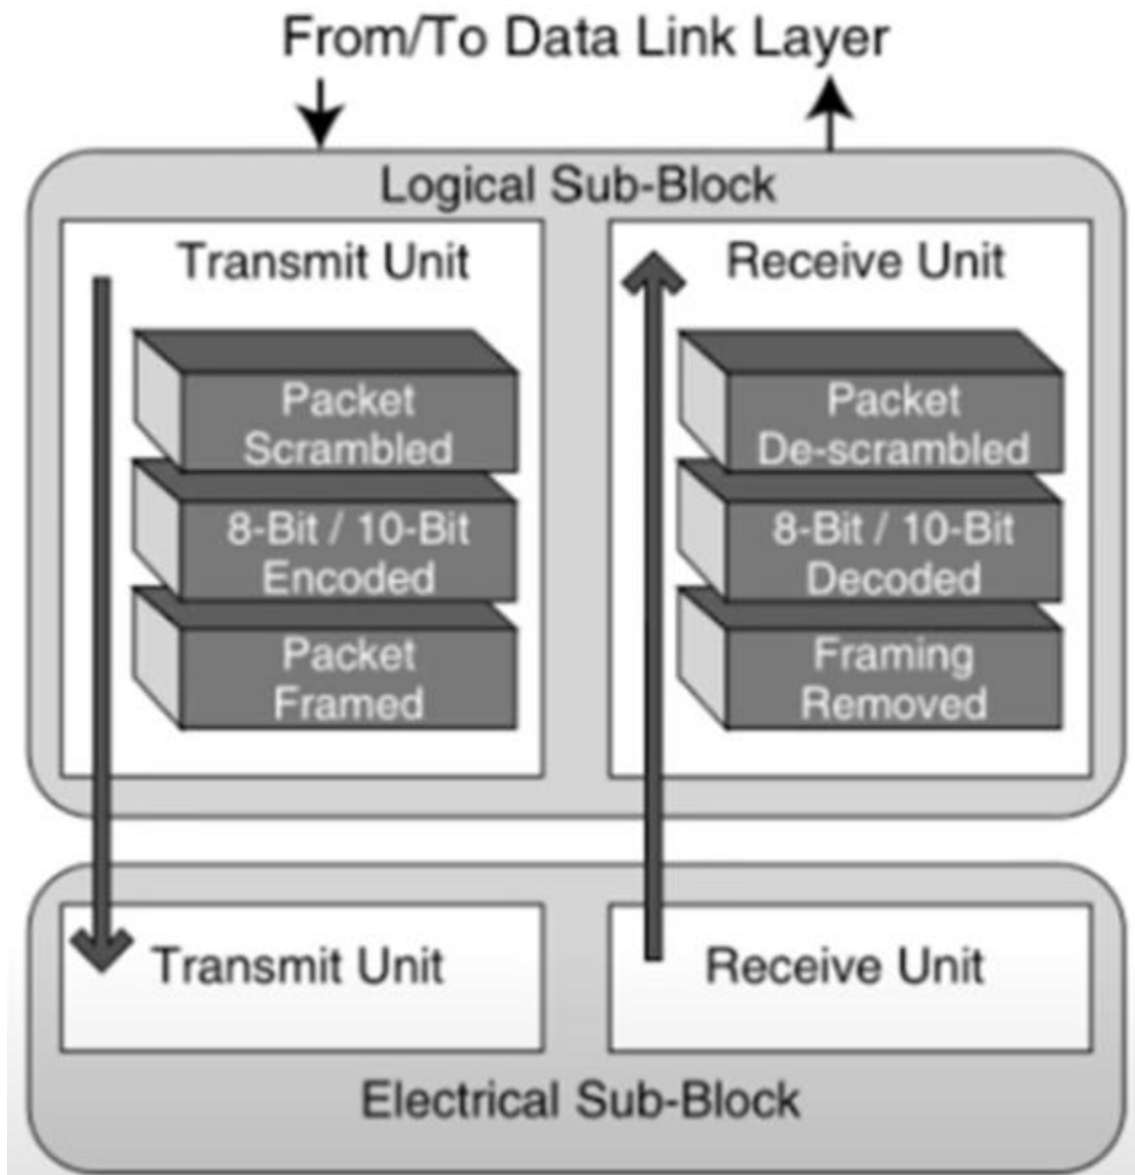 From/To Data Link Layer
Logical Sub-Block
Transmit Unit
Packet
Scrambled
8-Bit / 10-Bit
Encoded
Packet
Framed
Receive Unit
Packet
De-scrambled
8-Bit / 10-Bit
Decoded
Framing
Removed
Transmit Unit
Receive Unit
Electrical Sub-Block